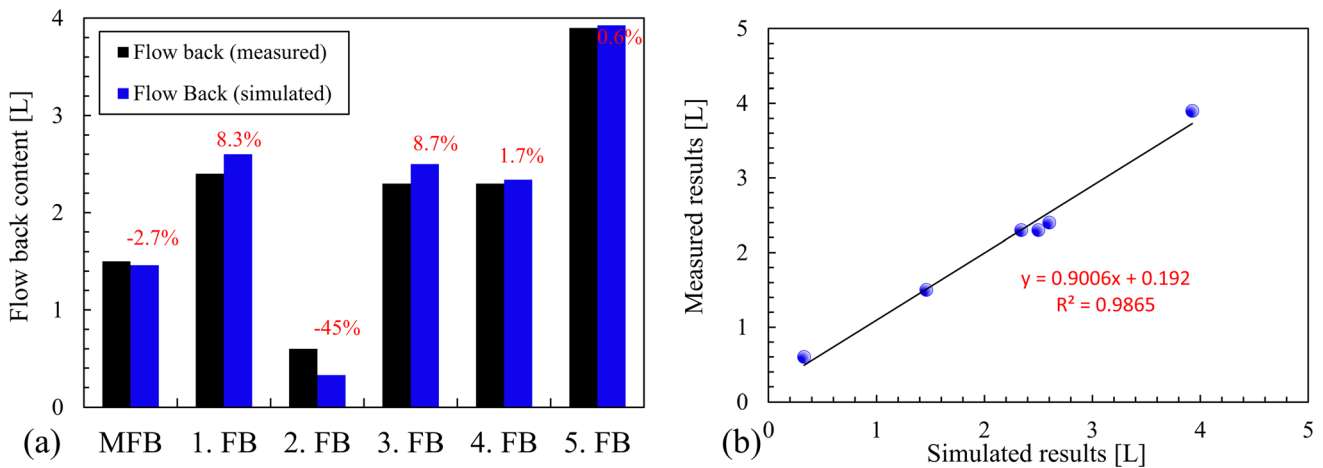 Flow back content [L]
4
3
2
1
0
Flow back (measured)
Flow Back (simulated)
-2.7%
8.3%
-45%
8.7%
1.7%
0.6%
MFB
1. FB
2. FB
3. FB
4. FB
5. FB
(a)
Measured results [L]
5
4
3
2
1
0
y = 0.9006x + 0.192
R² = 0.9865
0 1 2 3 4 5
Simulated results [L]
(b)